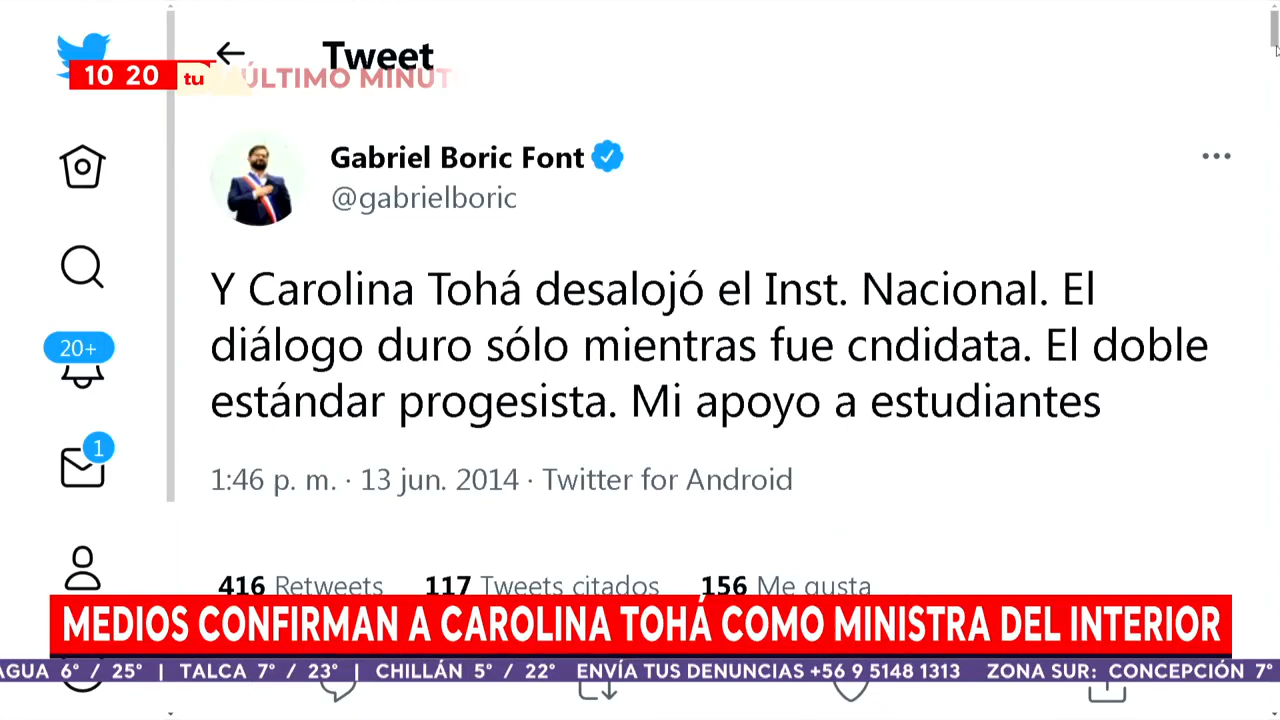 Tweet
10 20 tu ÚLTIMO MINUT
Gabriel Boric Font
@gabrielboric
Y Carolina Tohá desalojó el Inst. Nacional. El
diálogo duro sólo mientras fue cndidata. El doble
estándar progesista. Mi apoyo a estudiantes
20+
1
1:46 p. m. · 13 jun. 2014 · Twitter for Android
416 Retweets 117 Tweets citados 156 Me gusta
MEDIOS CONFIRMAN A CAROLINA TOHÁ COMO MINISTRA DEL INTERIOR
AGUA 6° / 25° | TALCA 7° / 23° | CHILLÁN 5° / 22° ENVÍA TUS DENUNCIAS +56 9 5148 1313 ZONA SUR: CONCEPCIÓN 7°